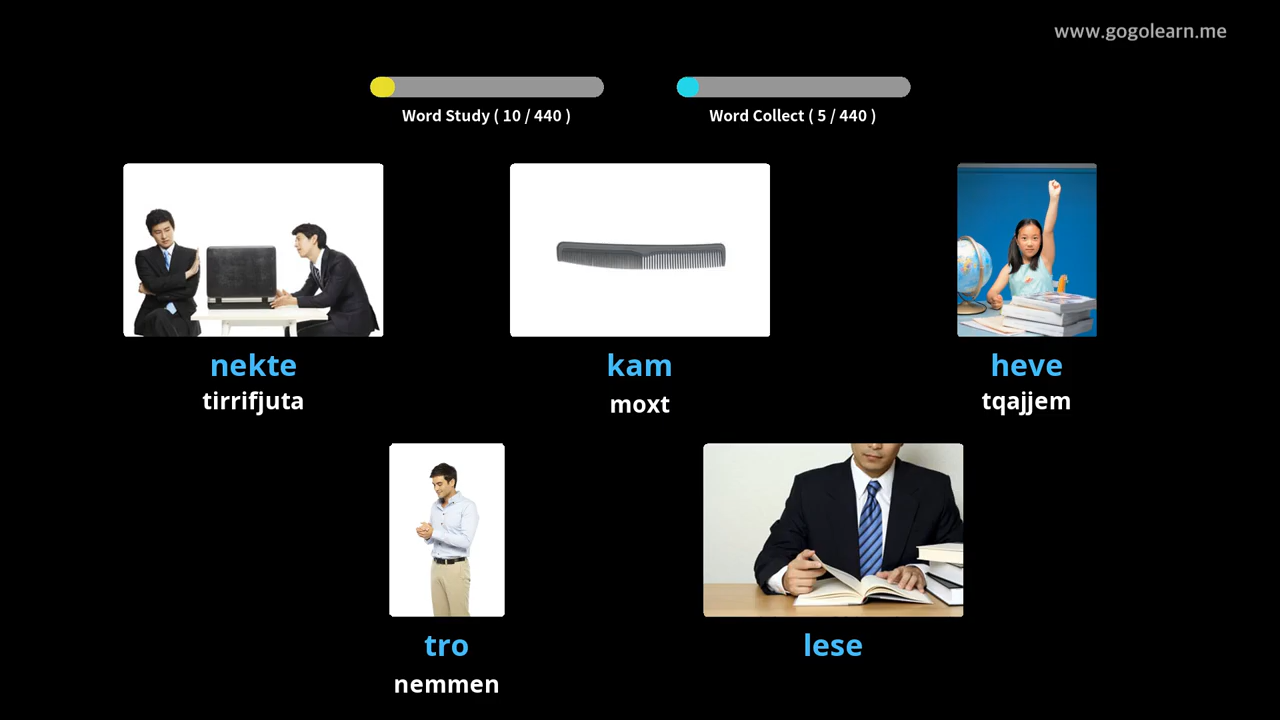 www.gogolearn.me
Word Study ( 10 / 440 )
Word Collect ( 5 / 440 )
nekte
tirrifjuta
kam
moxt
heve
tqajjem
tro
nemmen
lese